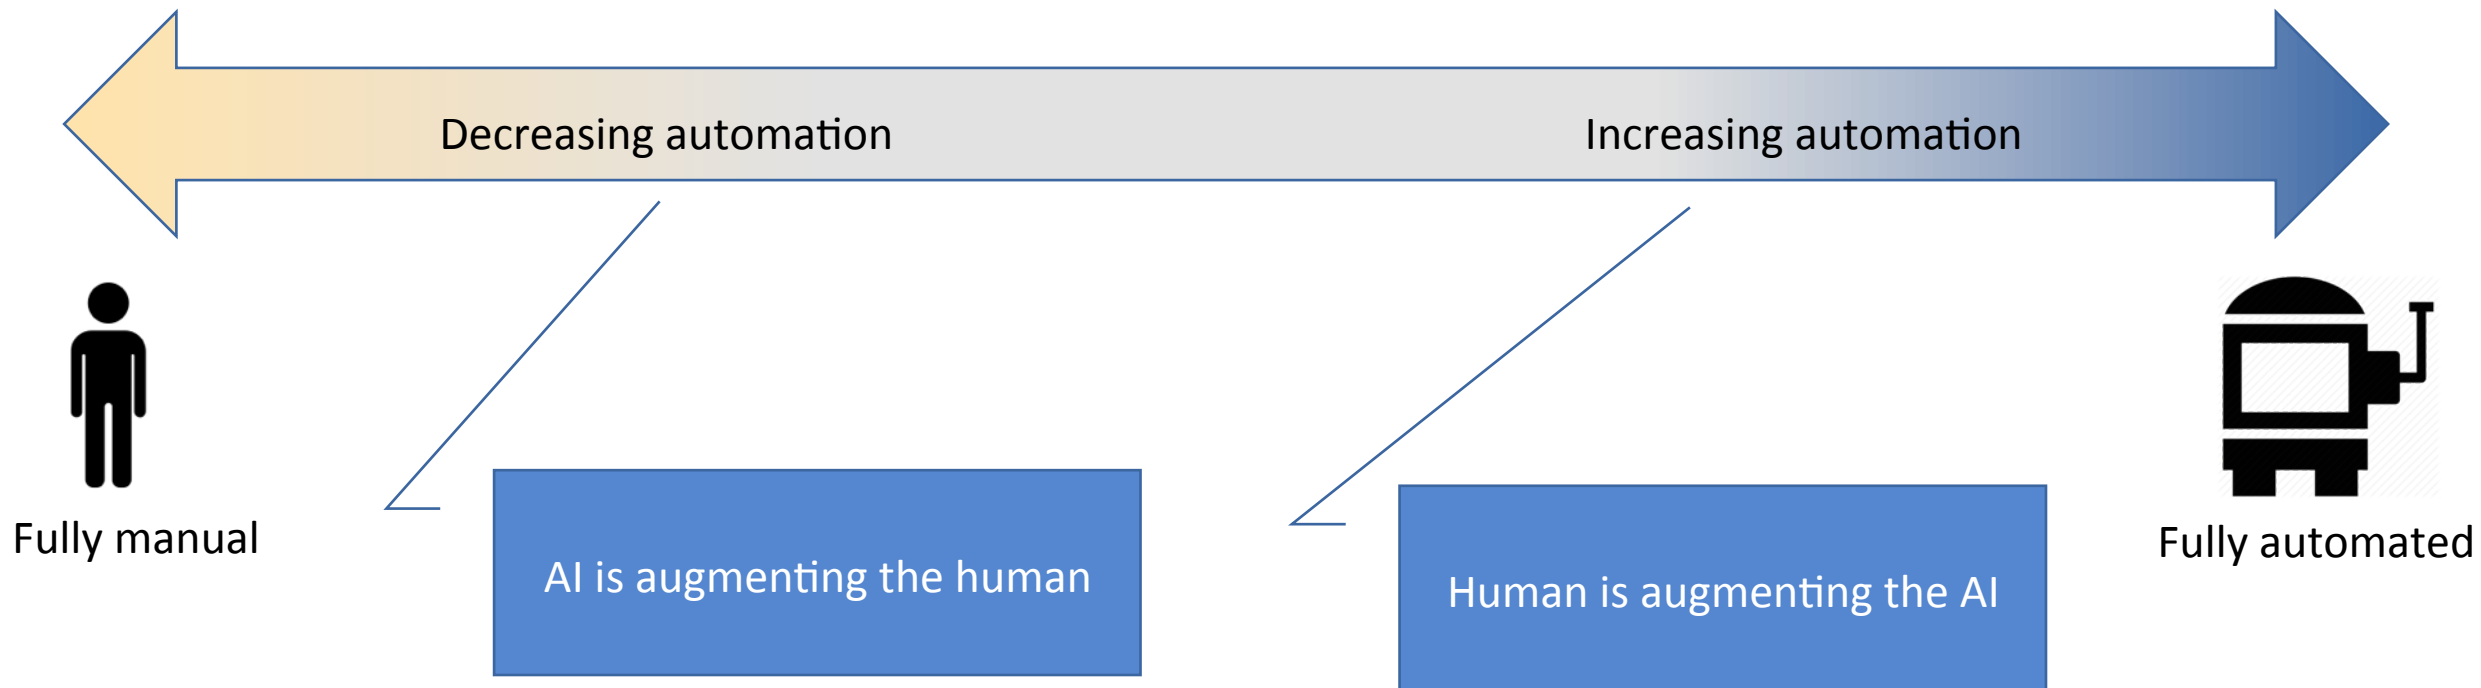 Decreasing automation
Increasing automation
Fully manual
AI is augmenting the human
Human is augmenting the AI
Fully automated